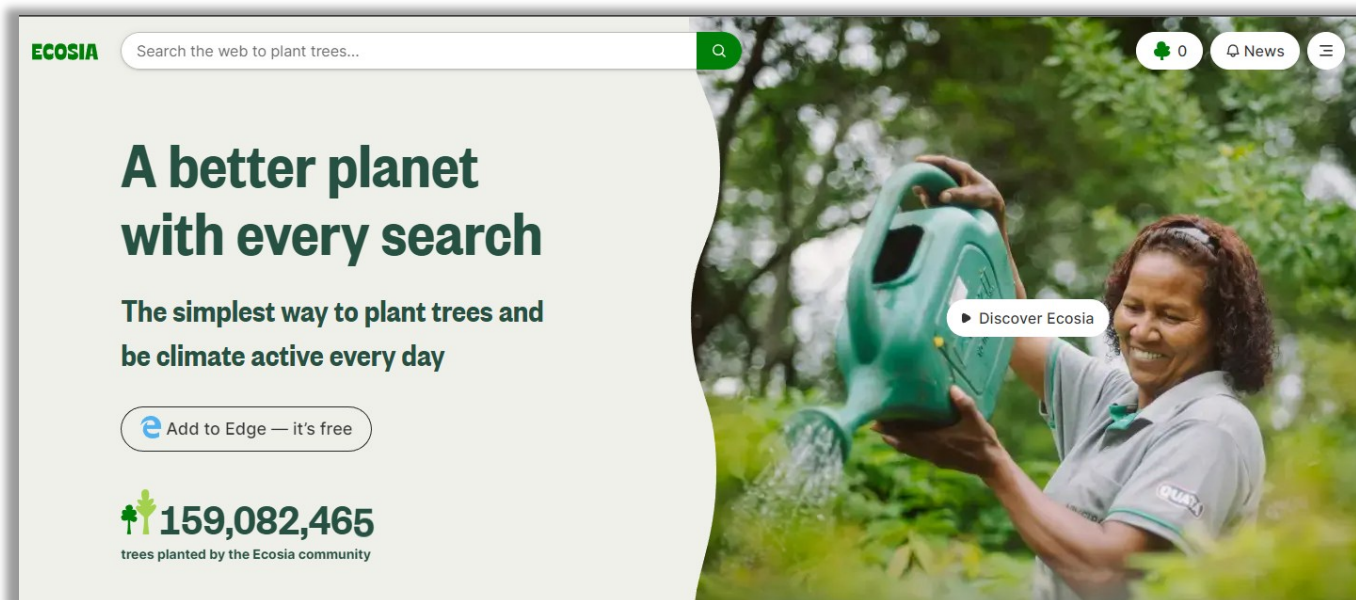 ECOSIA
Search the web to plant trees...
0
News
A better planet
with every search
The simplest way to plant trees and
be climate active every day
Discover Ecosia
Add to Edge — it's free
159,082,465
trees planted by the Ecosia community